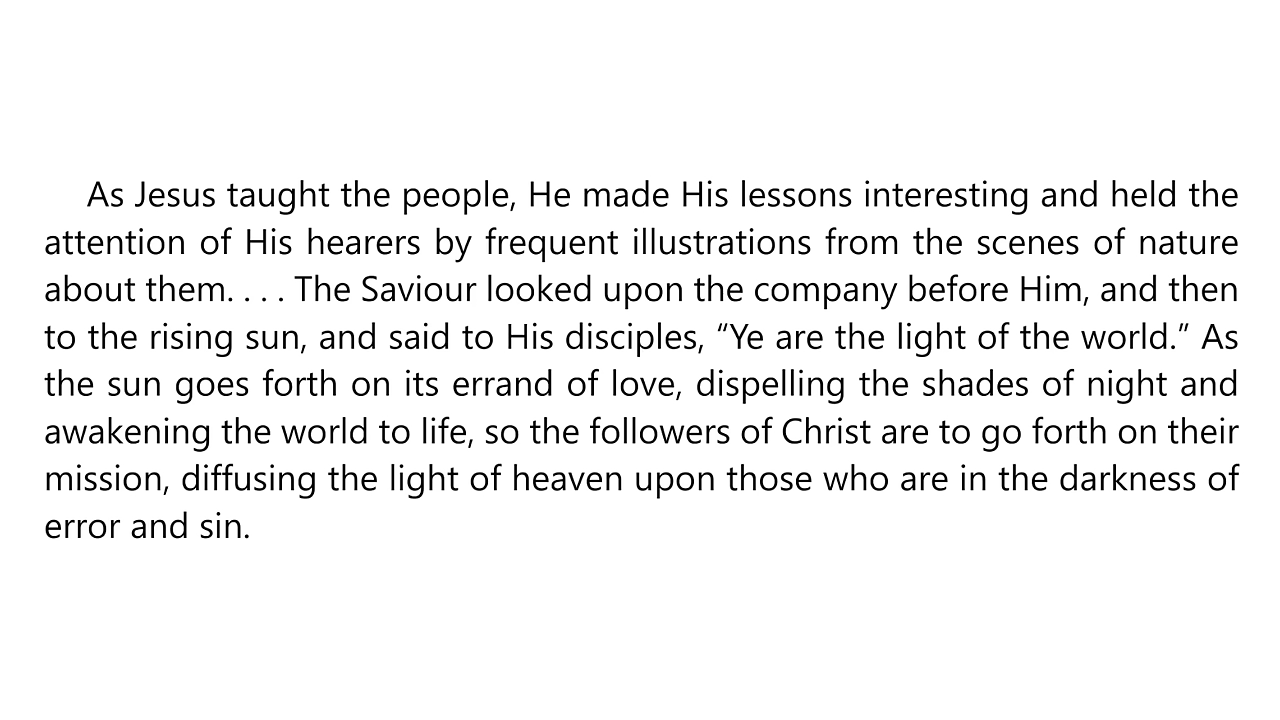 As Jesus taught the people, He made His lessons interesting and held the
attention of His hearers by frequent illustrations from the scenes of nature
about them. . . . The Saviour looked upon the company before Him, and then
to the rising sun, and said to His disciples, “Ye are the light of the world.” As
the sun goes forth on its errand of love, dispelling the shades of night and
awakening the world to life, so the followers of Christ are to go forth on their
mission, diffusing the light of heaven upon those who are in the darkness of
error and sin.